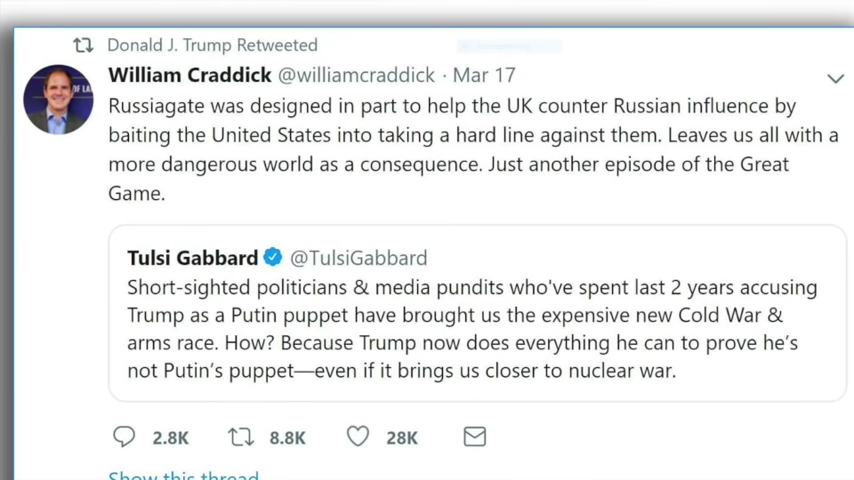 Donald J. Trump Retweeted
William Craddick @williamcraddick · Mar 17
Russiagate was designed in part to help the UK counter Russian influence by
baiting the United States into taking a hard line against them. Leaves us all with a
more dangerous world as a consequence. Just another episode of the Great
Game.
Tulsi Gabbard @TulsiGabbard
Short-sighted politicians & media pundits who've spent last 2 years accusing
Trump as a Putin puppet have brought us the expensive new Cold War &
arms race. How? Because Trump now does everything he can to prove he's
not Putin's puppet—even if it brings us closer to nuclear war.
2.8K 8.8K 28K
Show this thread